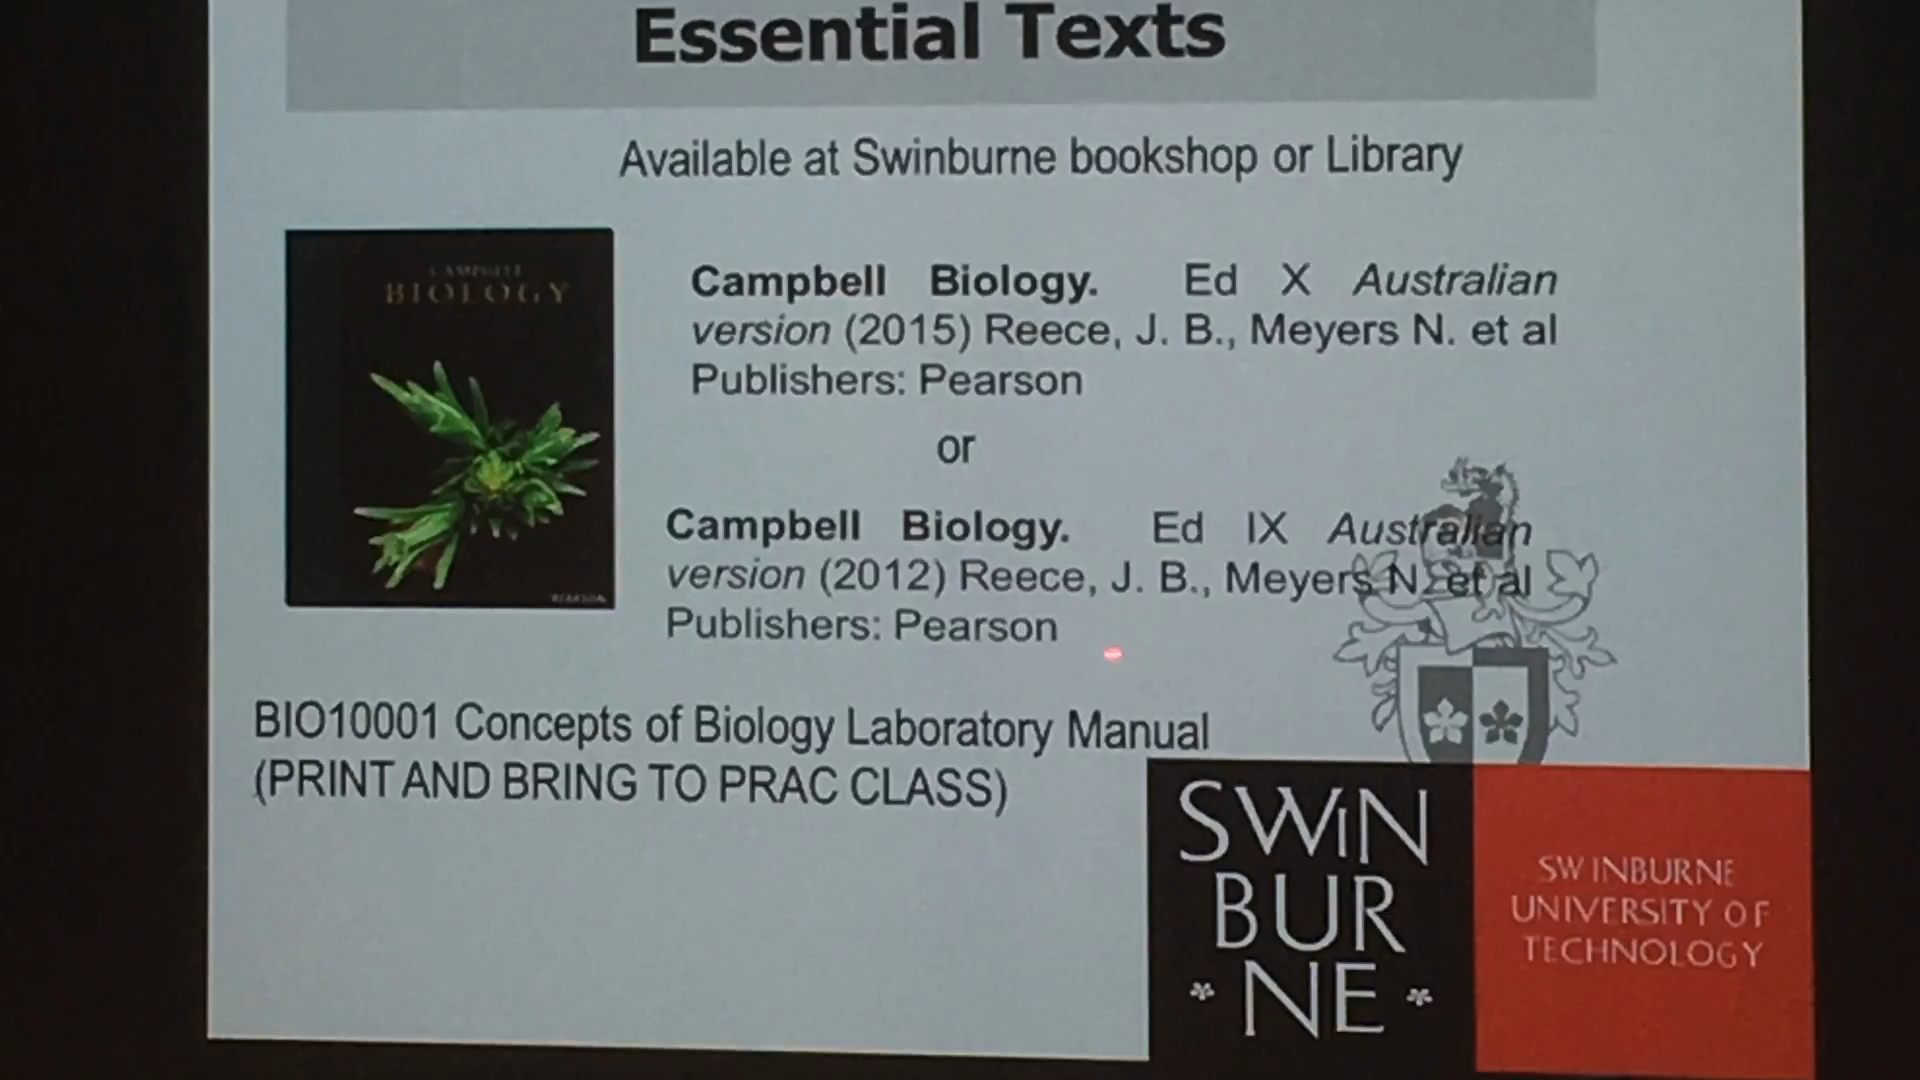 Essential Texts
Available at Swinburne bookshop or Library
CAMPBELL
BIOLOGY
PEARSON
Campbell Biology. Ed X Australian
version (2015) Reece, J. B., Meyers N. et al
Publishers: Pearson
or
Campbell Biology. Ed IX Australian
version (2012) Reece, J. B., Meyers N. et al
Publishers: Pearson
BIO10001 Concepts of Biology Laboratory Manual
(PRINT AND BRING TO PRAC CLASS)
SWiN
BUR
* NE *
SWINBURNE
UNIVERSITY OF
TECHNOLOGY